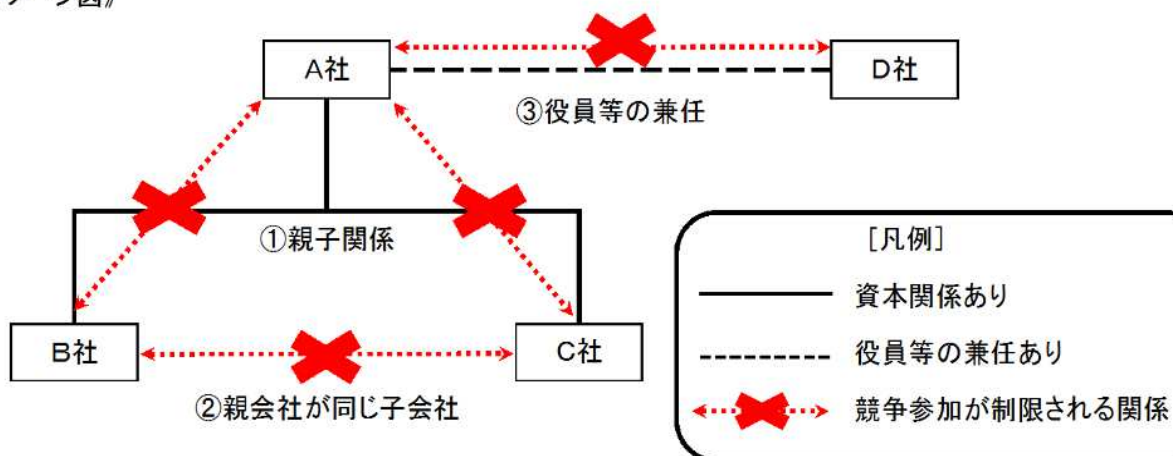 A社
D社
③役員等の兼任
①親子関係
B社
C社
②親会社が同じ子会社
[凡例]
資本関係あり
役員等の兼任あり
競争参加が制限される関係